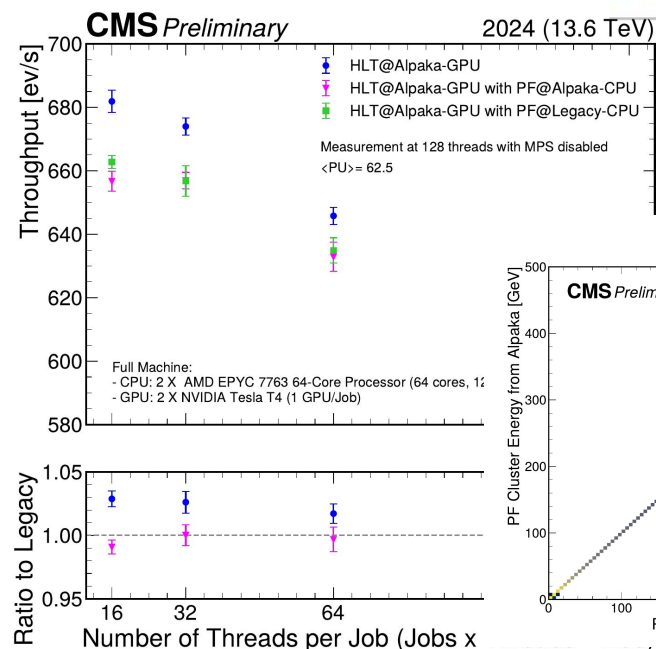 CMS Preliminary 2024 (13.6 TeV)
Throughput [ev/s]
700
680
660
640
620
600
580
HLT@Alpaka-GPU
HLT@Alpaka-GPU with PF@Alpaka-CPU
HLT@Alpaka-GPU with PF@Legacy-CPU
Measurement at 128 threads with MPS disabled
<PU>= 62.5
Full Machine:
- CPU: 2 X AMD EPYC 7763 64-Core Processor (64 cores, 12
- GPU: 2 X NVIDIA Tesla T4 (1 GPU/Job)
Ratio to Legacy
1.05
1.00
0.95
16 32 64
Number of Threads per Job (Jobs x
PF Cluster Energy from Alpaka [GeV]
500
400
300
200
100
0
CMS Prelim
0 100